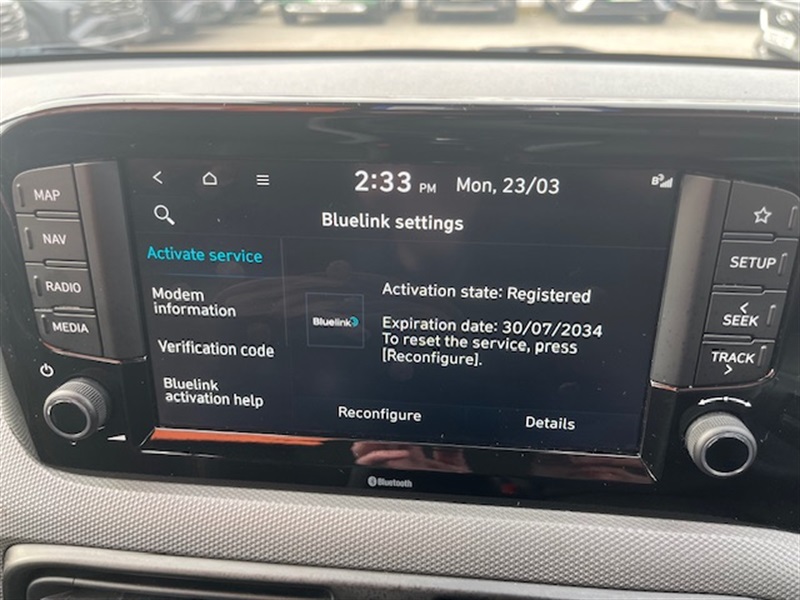 2:33 PM Mon, 23/03
Bluelink settings
MAP
NAV
RADIO
MEDIA
Activate service
Modem
information
Verification code
Bluelink
activation help
Bluelink
Activation state: Registered
Expiration date: 30/07/2034
To reset the service, press
[Reconfigure].
Reconfigure
Details
SETUP
<
SEEK
TRACK
>
Bluetooth